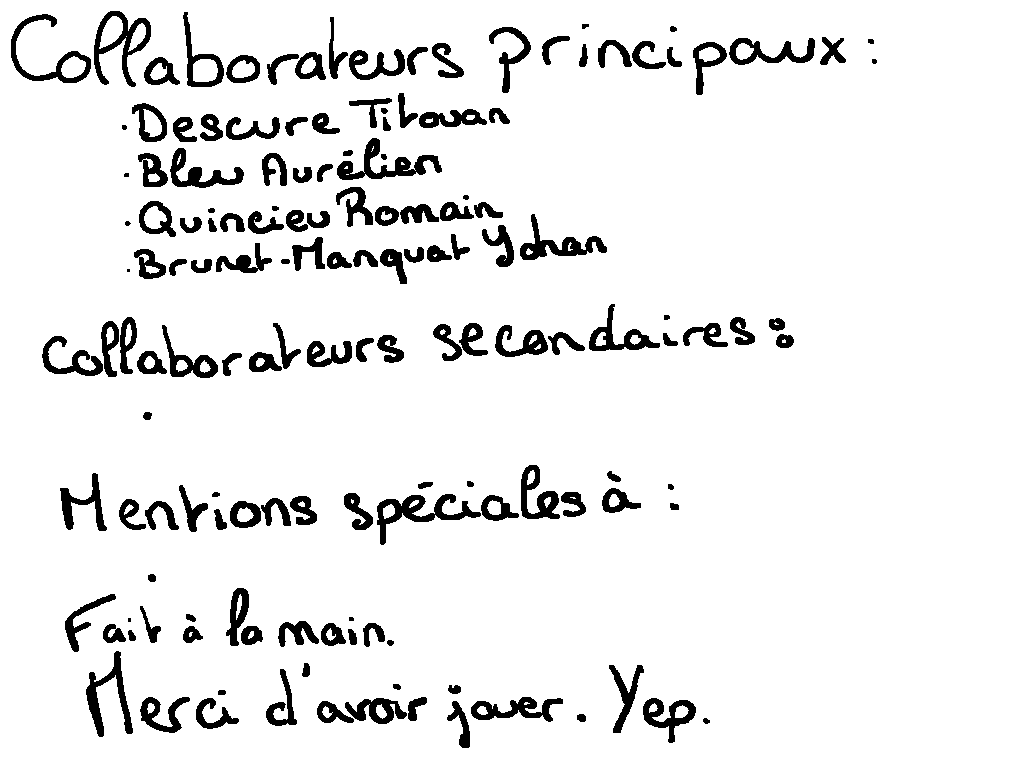 Collaborateurs principaux :
· Descure Titouan
· Bleu Aurélien
· Quincieu Romain
· Brunet-Manquat Yohan
Collaborateurs secondaires :
·
Mentions spéciales à :
·
Fait à la main.
Merci d'avoir jouer. Yep.